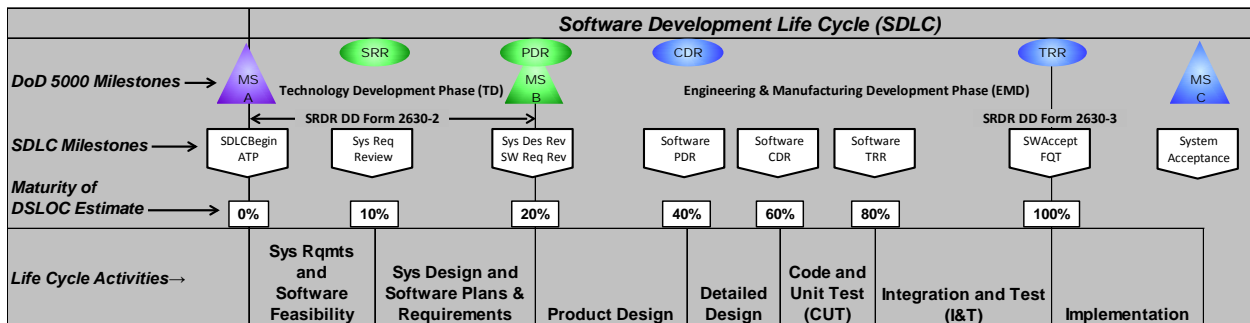 Software Development Life Cycle (SDLC)
SRR
PDR
CDR
TRR
DoD 5000 Milestones
MS
A
Technology Development Phase (TD)
MS
B
Engineering & Manufacturing Development Phase (EMD)
MS
C
SRDR DD Form 2630-2
SRDR DD Form 2630-3
SDLC Milestones
SDLCBegin
ATP
Sys Req
Review
Sys Des Rev
SW Req Rev
Software
PDR
Software
CDR
Software
TRR
SWAccept
FQT
System
Acceptance
Maturity of
DSLOC Estimate
0%
10%
20%
40%
60%
80%
100%
Life Cycle Activities→
Sys Rqmts
and
Software
Feasibility
Sys Design and
Software Plans &
Requirements
Product Design
Detailed
Design
Code and
Unit Test
(CUT)
Integration and Test
(I&T)
Implementation